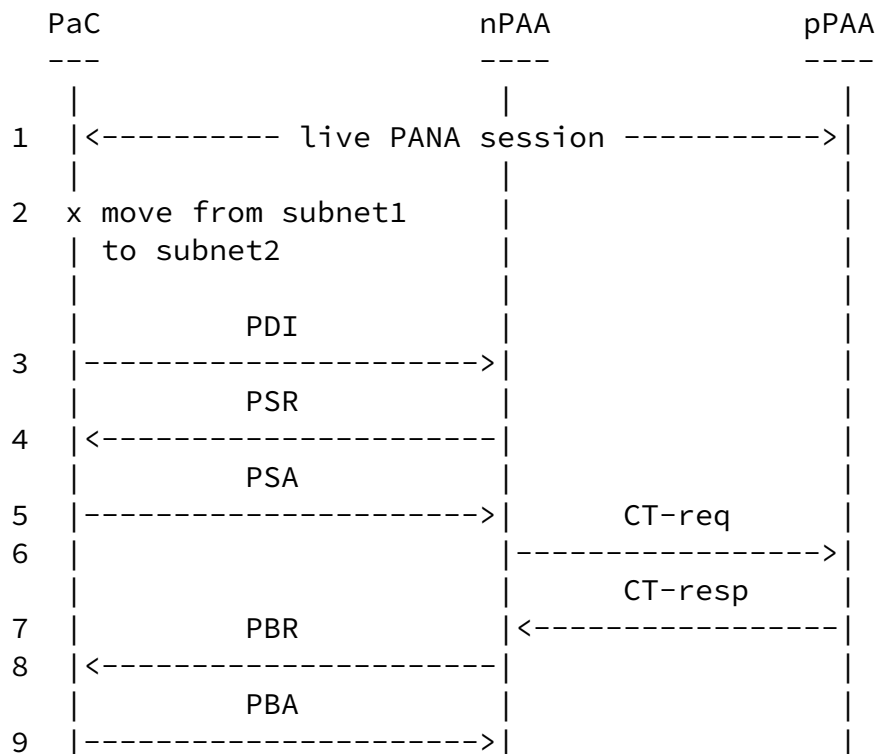 PaC                      nPAA             pPAA
---                      ----             ----
 |                        |                  |
1 |<---------- live PANA session ----------->|
 |                        |                  |
2 x move from subnet1     |                  |
 | to subnet2             |                  |
 |                        |                  |
 |         PDI            |                  |
3 |---------------------->|                  |
 |         PSR            |                  |
4 |<----------------------|                  |
 |         PSA            |                  |
5 |---------------------->|      CT-req      |
6 |                       |----------------->|
 |                        |      CT-resp     |
7 |         PBR           |<-----------------|
8 |<----------------------|                  |
 |         PBA            |                  |
9 |---------------------->|                  |